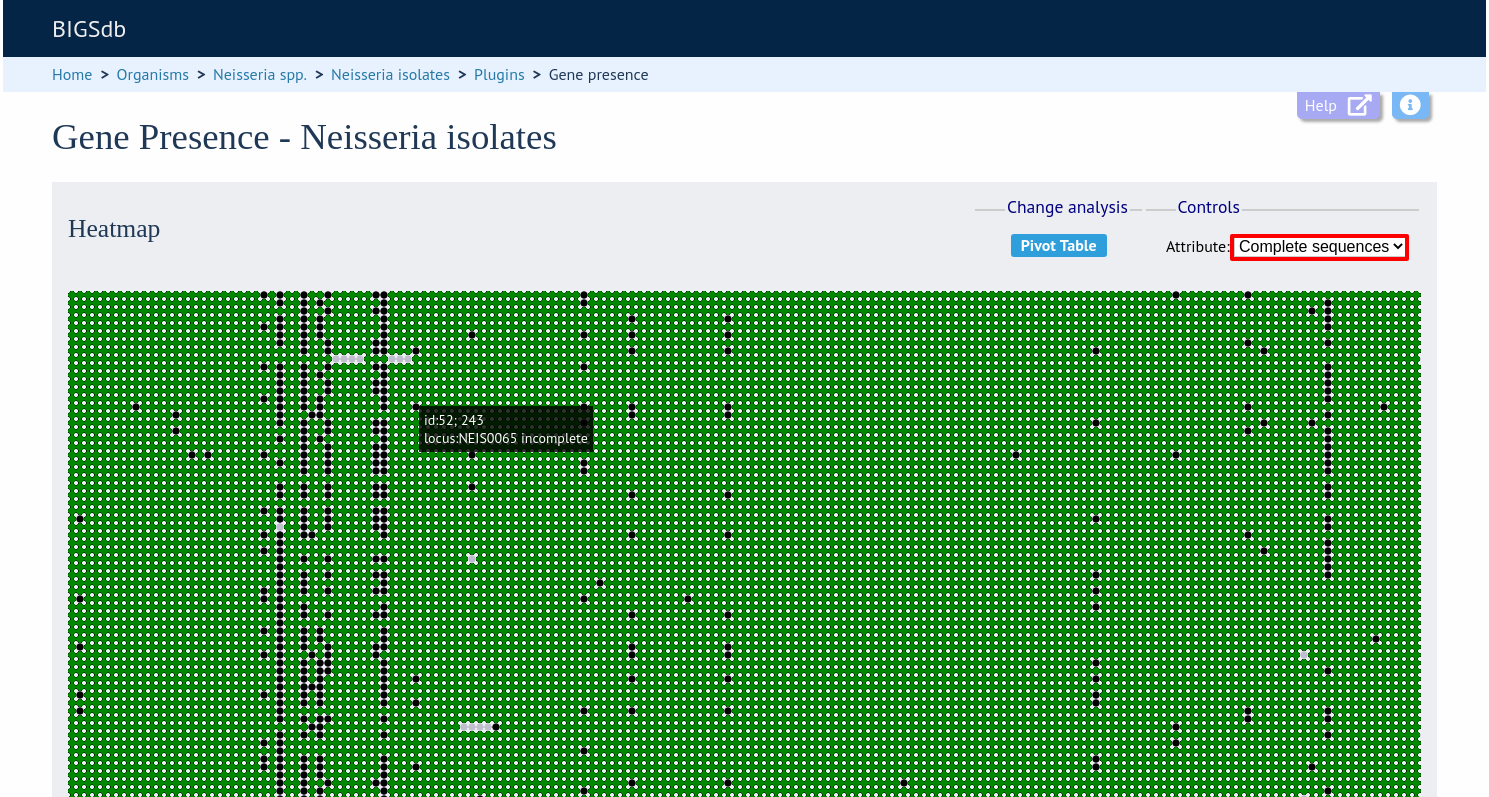 BIGSdb
Home > Organisms > Neisseria spp. > Neisseria isolates > Plugins > Gene presence
Help
Gene Presence - Neisseria isolates
Change analysis
Controls
Heatmap
Pivot Table
Attribute: Complete sequences
id:52; 243
locus:NEIS0065 incomplete